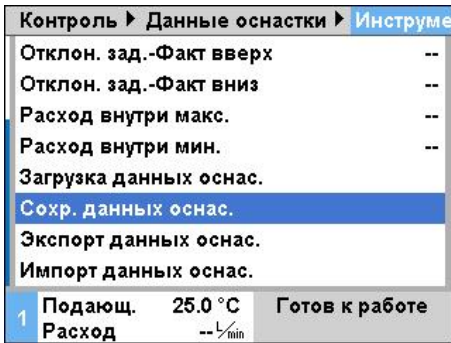 Контроль ▶ Данные оснастки ▶ Инструме
Отклон. зад.-Факт вверх --
Отклон. зад.-Факт вниз --
Расход внутри макс. --
Расход внутри мин. --
Загрузка данных оснас.
Сохр. данных оснас.
Экспорт данных оснас.
Импорт данных оснас.
1 Подающ. 25.0 °C Готов к работе
Расход -- L/min